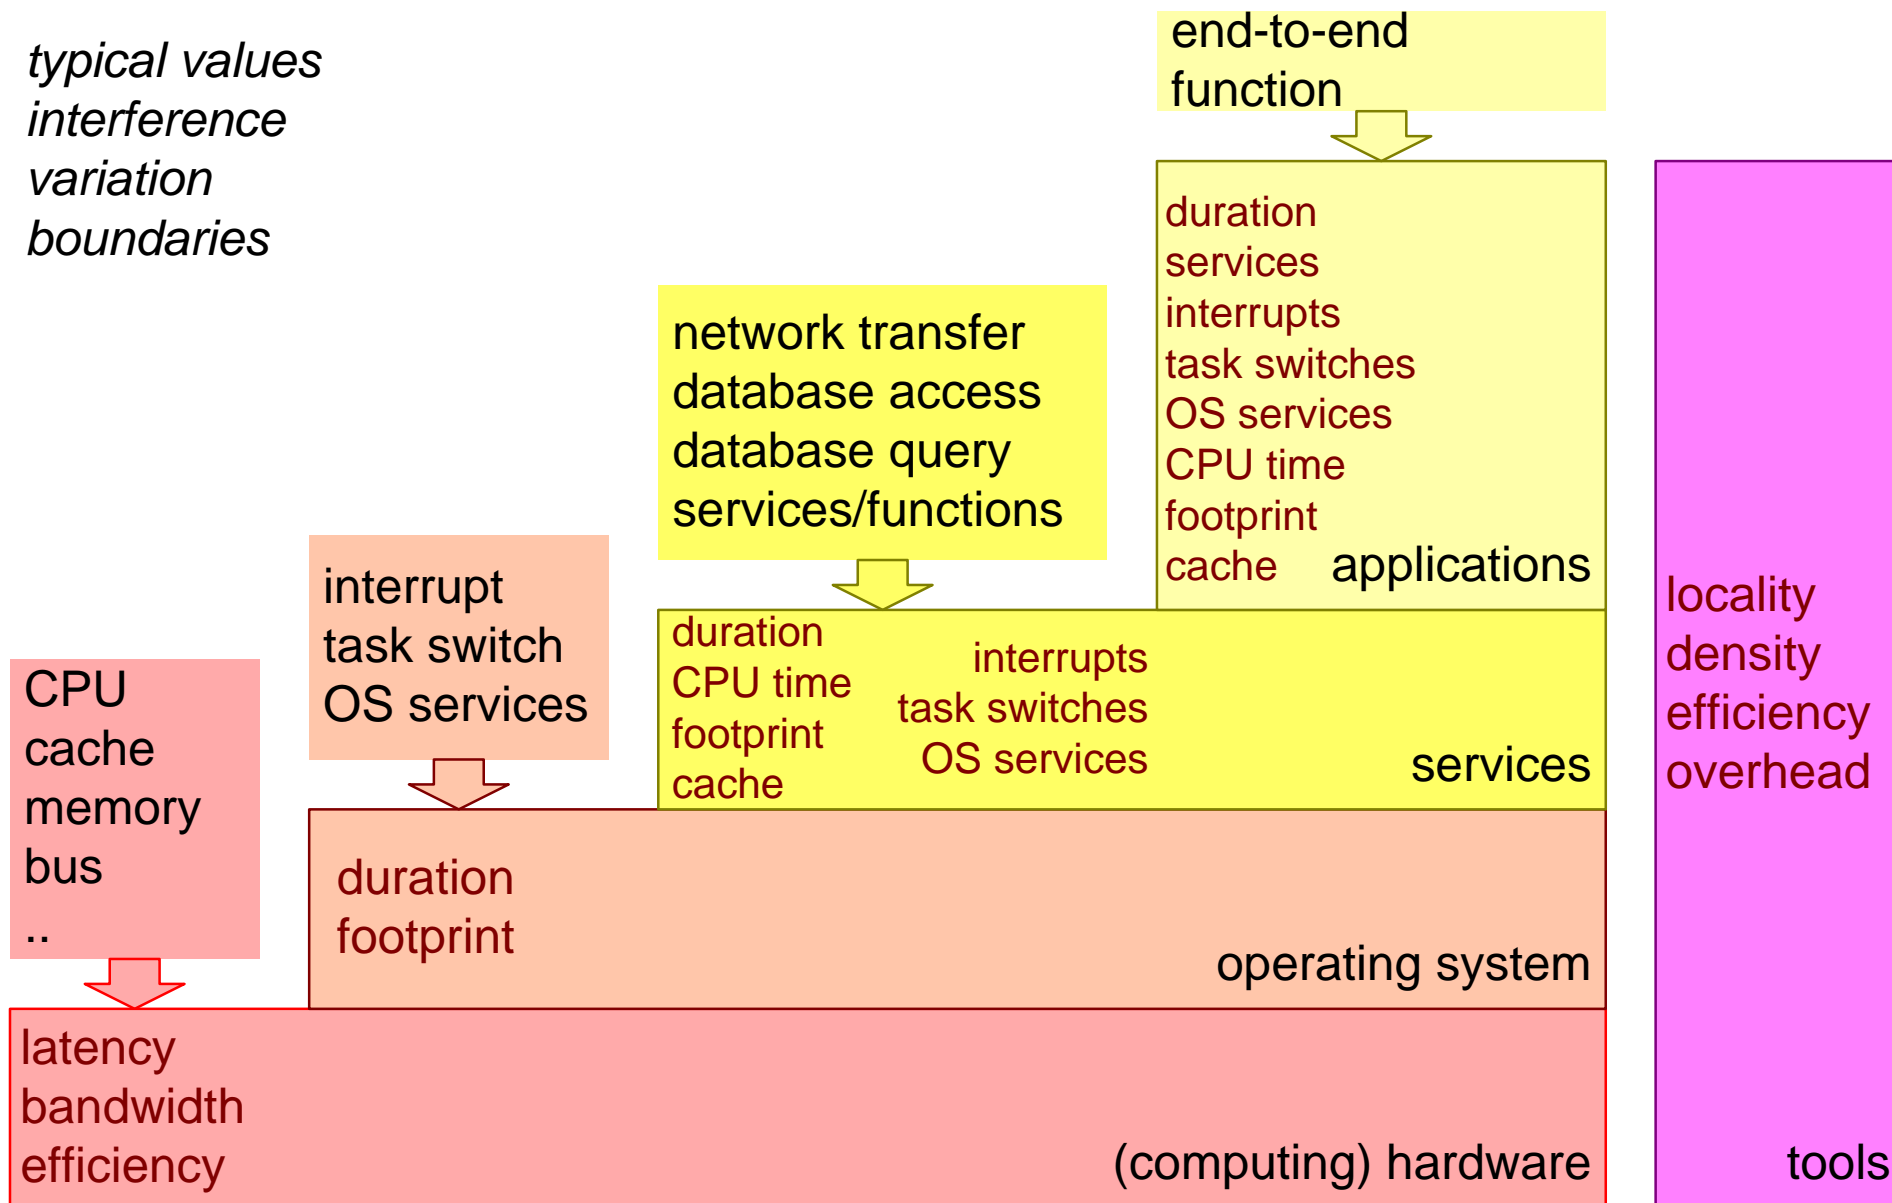 typical values
interference
variation
boundaries
end-to-end
function
duration
services
interrupts
task switches
OS services
CPU time
footprint
cache
applications
network transfer
database access
database query
services/functions
duration
CPU time
footprint
cache
interrupts
task switches
OS services
services
interrupt
task switch
OS services
duration
footprint
operating system
CPU
cache
memory
bus
..
latency
bandwidth
efficiency
(computing) hardware
locality
density
efficiency
overhead
tools